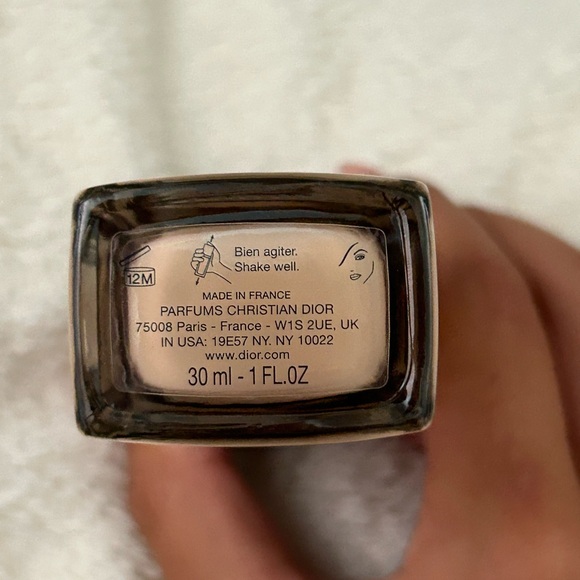 Bien agiter.
Shake well.
12M
MADE IN FRANCE
PARFUMS CHRISTIAN DIOR
75008 Paris - France - W1S 2UE, UK
IN USA: 19E57 NY. NY 10022
www.dior.com
30 ml - 1 FL.OZ